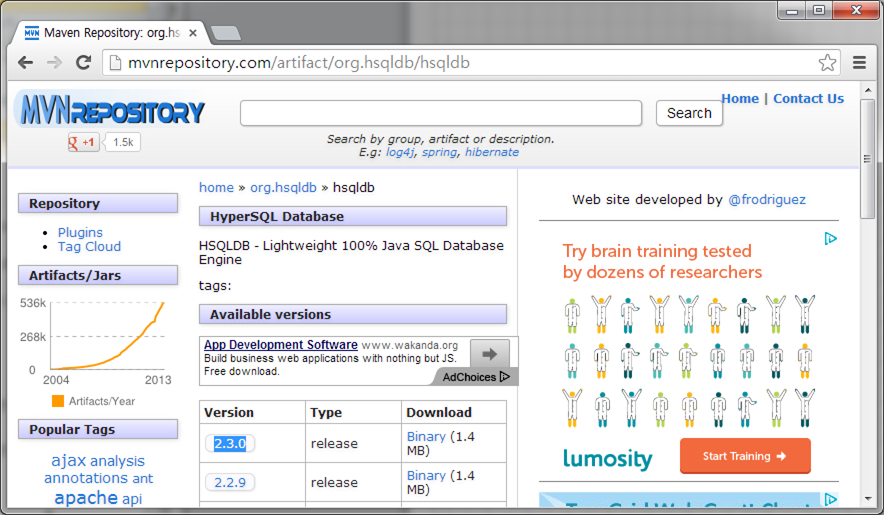 Maven Repository: org.hs
mvnrepository.com/artifact/org.hsqldb/hsqldb
MVNREPOSITORY
Search
Home | Contact Us
g +1 1.5k
Search by group, artifact or description.
E.g: log4j, spring, hibernate
Repository
Plugins
Tag Cloud
Artifacts/Jars
536k
268k
0
2004 2013
Artifacts/Year
Popular Tags
ajax analysis
annotations ant
apache api
home » org.hsqldb » hsqldb
HyperSQL Database
HSQLDB - Lightweight 100% Java SQL Database
Engine
tags:
Available versions
App Development Software www.wakanda.org
Build business web applications with nothing but JS.
Free download.
AdChoices
Version Type Download
2.3.0 release Binary (1.4
MB)
2.2.9 release Binary (1.4
MB)
Web site developed by @frodriguez
Try brain training tested
by dozens of researchers
lumosity
Start Training